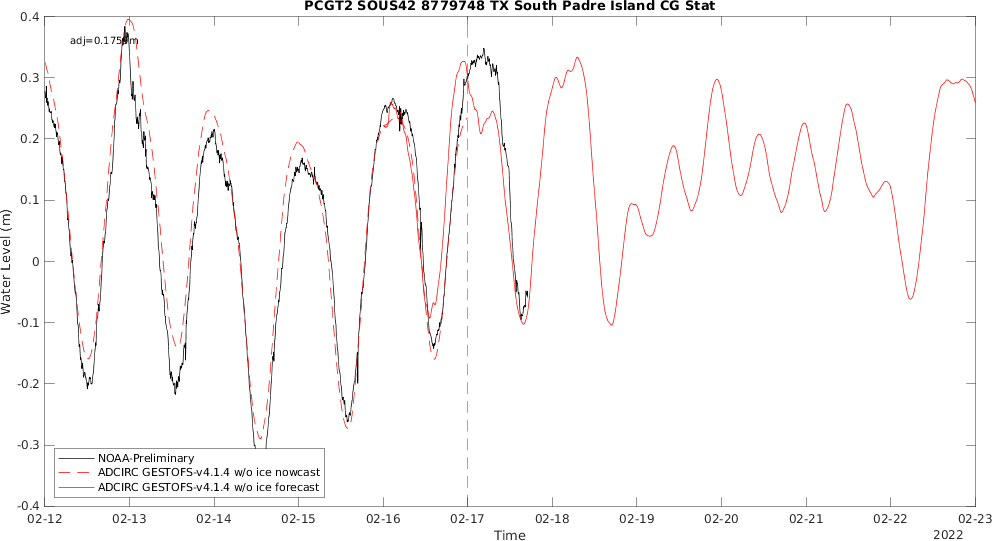 PCGT2 SOUS42 8779748 TX South Padre Island CG Stat
0.4
0.3
0.2
0.1
0
-0.1
-0.2
-0.3
-0.4
Water Level (m)
NOAA-Preliminary
ADCIRC GESTOFS-v4.1.4 w/o ice nowcast
ADCIRC GESTOFS-v4.1.4 w/o ice forecast
02-12 02-13 02-14 02-15 02-16 02-17 02-18 02-19 02-20 02-21 02-22 02-23
Time
2022